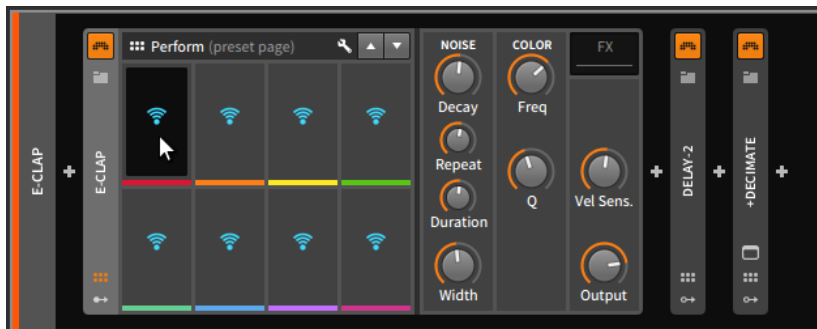 E-CLAP
E-CLAP
Perform (preset page)
NOISE
Decay
Repeat
Duration
Width
COLOR
Freq
Q
FX
Vel Sens.
Output
DELAY-2
+DECIMATE